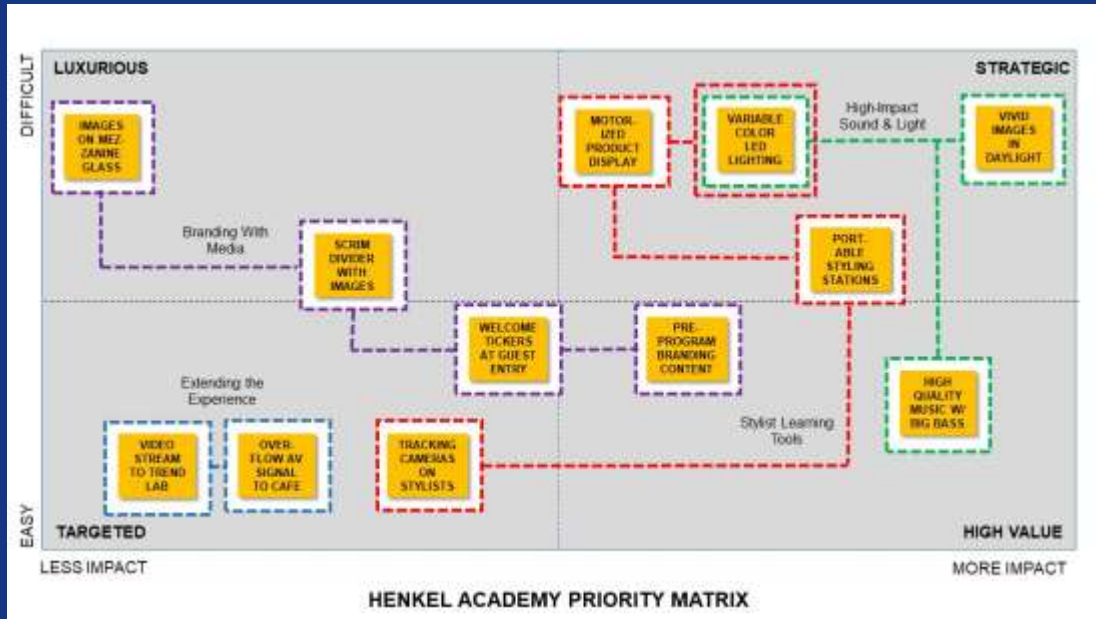 LUXURIOUS
STRATEGIC
DIFFICULT
IMAGES
ON MEZ-
ZANINE
GLASS
MOTOR-
IZED
PRODUCT
DISPLAY
VARIABLE
COLOR
LED
LIGHTING
High-Impact
Sound & Light
VIVID
IMAGES
IN
DAYLIGHT
Branding With
Media
SCRIM
DIVIDER
WITH
IMAGES
PORT-
ABLE
STYLING
STATIONS
WELCOME
TICKERS
AT GUEST
ENTRY
PRE-
PROGRAM
BRANDING
CONTENT
Extending the
Experience
HIGH
QUALITY
MUSIC W/
BIG BASS
Stylist Learning
Tools
VIDEO
STREAM
TO TREND
LAB
OVER-
FLOW AV
SIGNAL
TO CAFE
TRACKING
CAMERAS
ON
STYLISTS
EASY
TARGETED
HIGH VALUE
LESS IMPACT
MORE IMPACT
HENKEL ACADEMY PRIORITY MATRIX